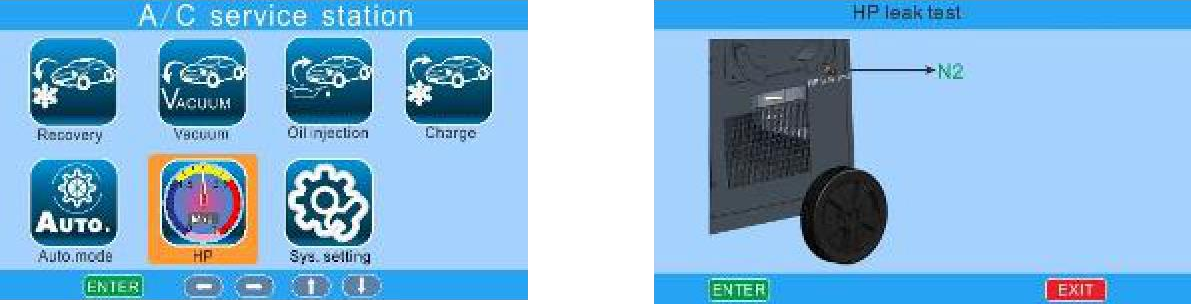 A/C service station
Recovery
VACUUM
Vacuum
Oil injection
Charge
AUTO.
Auto.mode
HP
Sys. setting
ENTER
HP leak test
N2
ENTER
EXIT